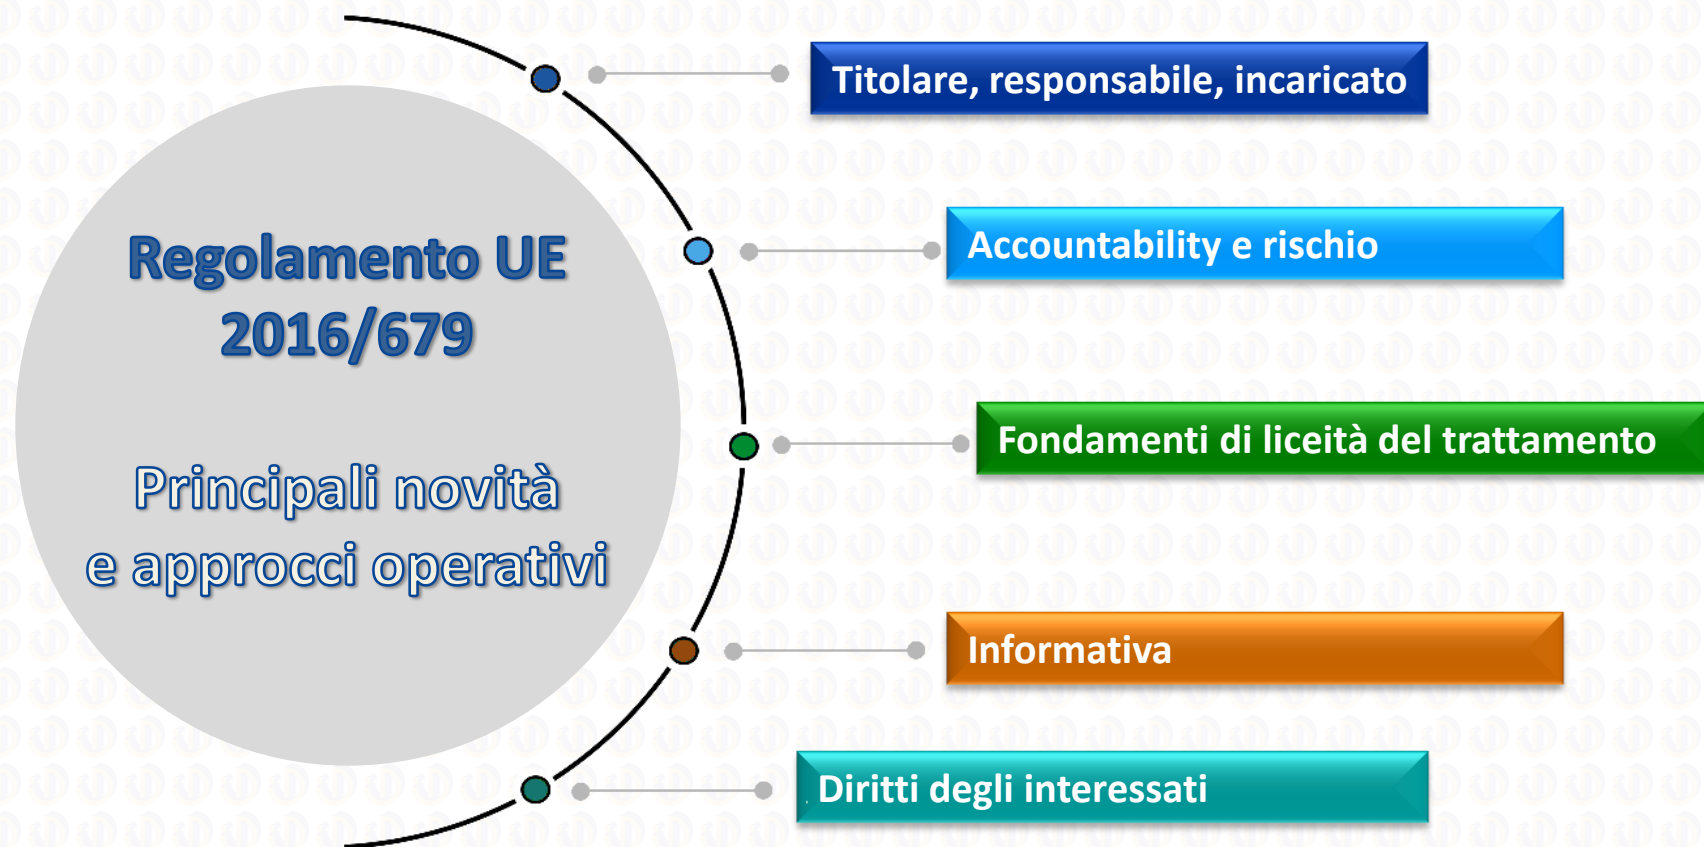 Regolamento UE
2016/679
Principali novità
e approcci operativi
Titolare, responsabile, incaricato
Accountability e rischio
Fondamenti di liceità del trattamento
Informativa
Diritti degli interessati